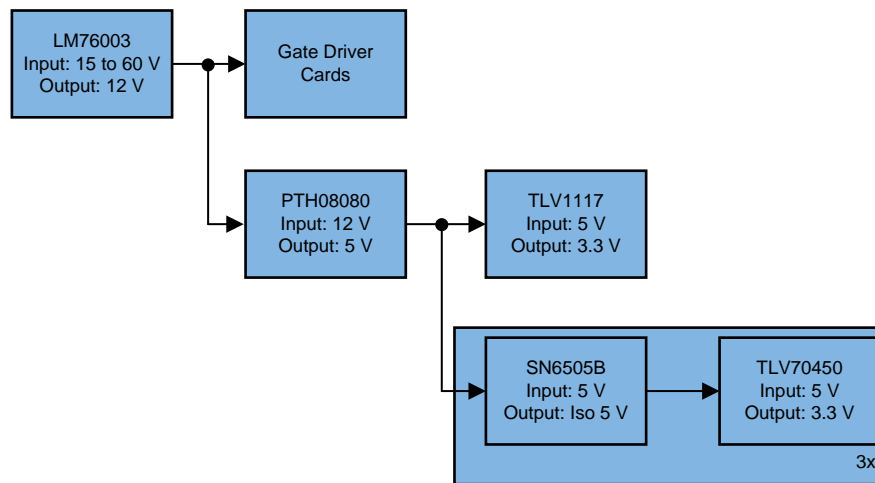 LM76003
Input: 15 to 60 V
Output: 12 V
Gate Driver
Cards
PTH08080
Input: 12 V
Output: 5 V
TLV1117
Input: 5 V
Output: 3.3 V
SN6505B
Input: 5 V
Output: Iso 5 V
TLV70450
Input: 5 V
Output: 3.3 V
3x